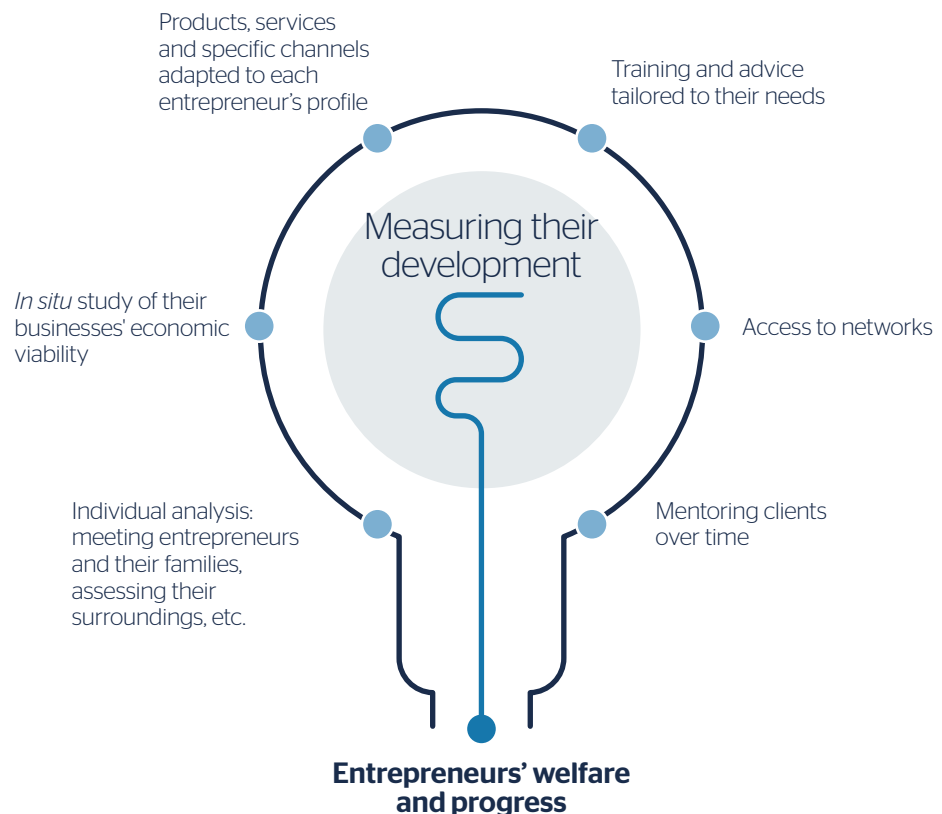 Products, services
and specific channels
adapted to each
entrepreneur’s profile
Training and advice
tailored to their needs
Measuring their
development
In situ study of their
businesses' economic
viability
Access to networks
Individual analysis:
meeting entrepreneurs
and their families,
assessing their
surroundings, etc.
Mentoring clients
over time
Entrepreneurs’ welfare
and progress